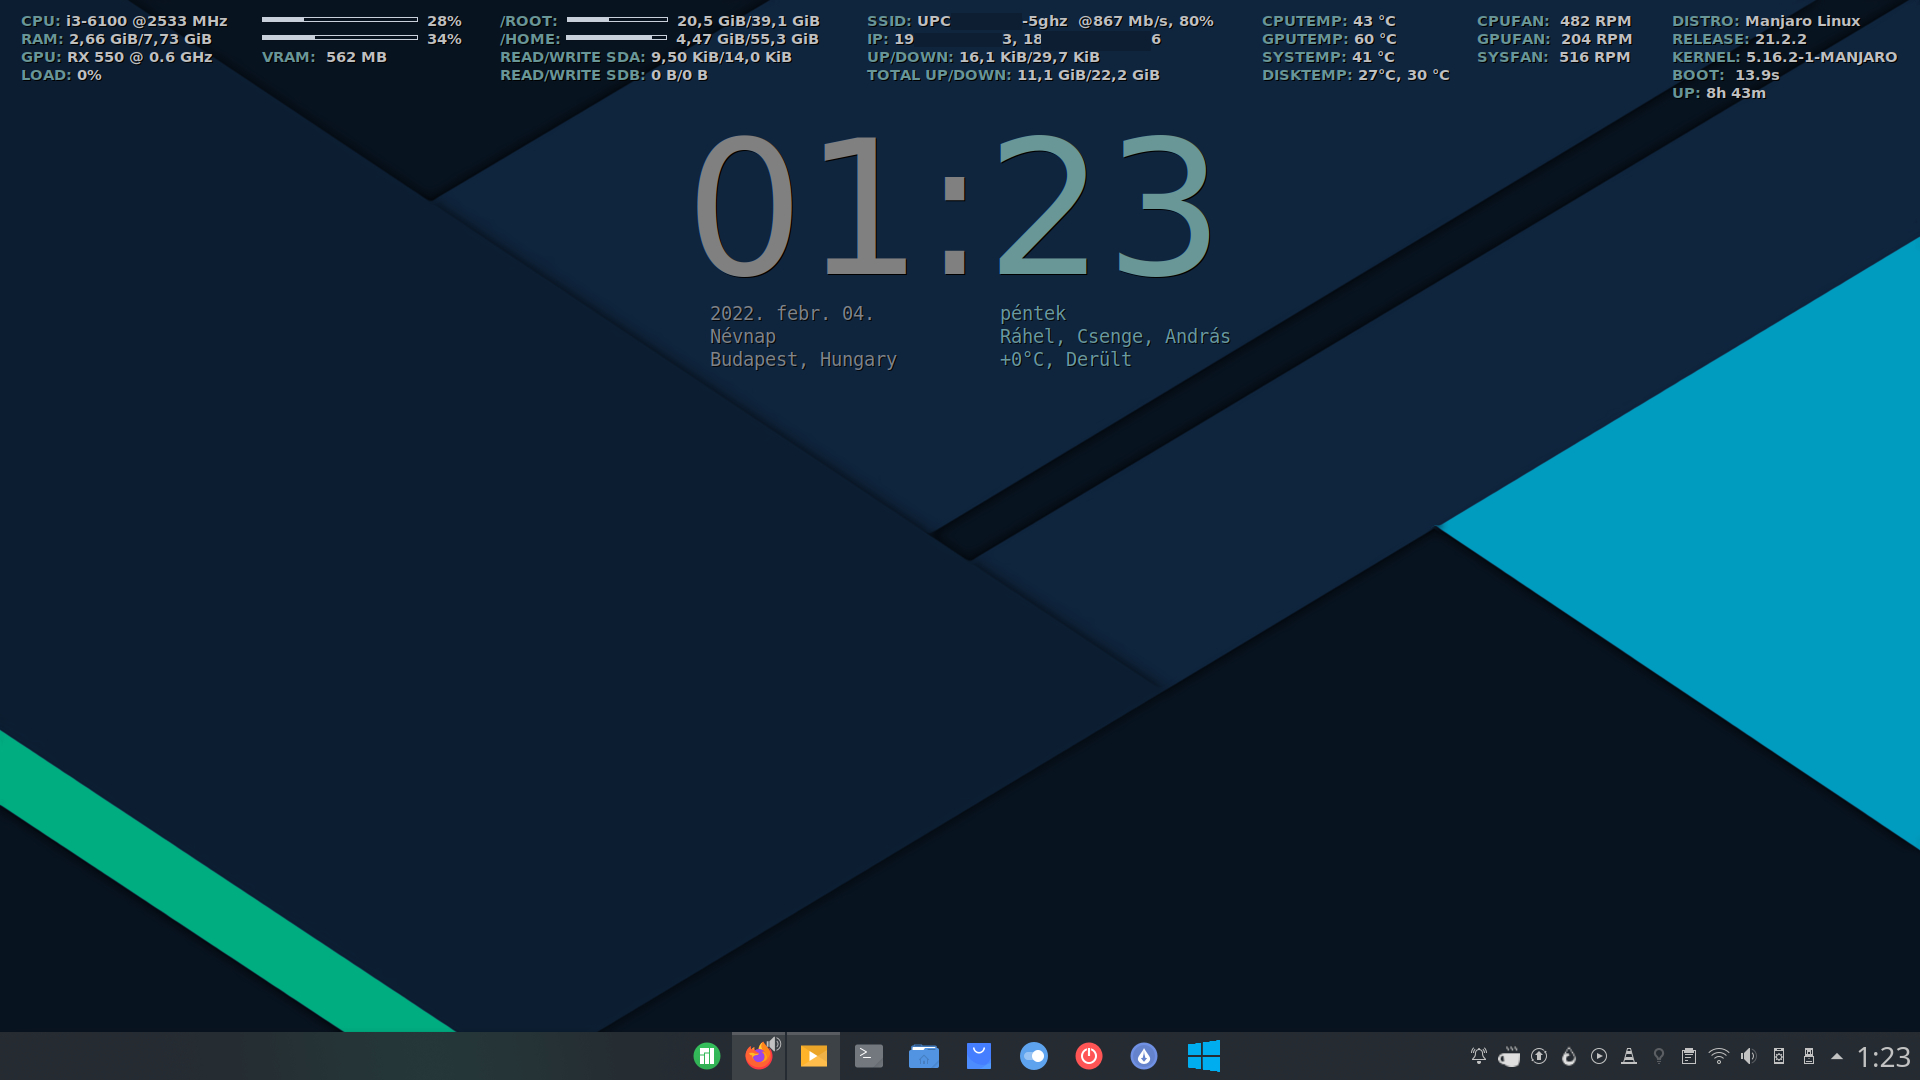 CPU: i3-6100 @2533 MHz 28%
RAM: 2,66 GiB/7,73 GiB 34%
GPU: RX 550 @ 0.6 GHz VRAM: 562 MB
LOAD: 0%
/ROOT: 20,5 GiB/39,1 GiB
/HOME: 4,47 GiB/55,3 GiB
READ/WRITE SDA: 9,50 KiB/14,0 KiB
READ/WRITE SDB: 0 B/0 B
SSID: UPC -5ghz @867 Mb/s, 80%
IP: 19 3, 18 6
UP/DOWN: 16,1 KiB/29,7 KiB
TOTAL UP/DOWN: 11,1 GiB/22,2 GiB
CPUTEMP: 43 °C
GPUTEMP: 60 °C
SYSTEMP: 41 °C
DISKTEMP: 27°C, 30 °C
CPUFAN: 482 RPM
GPUFAN: 204 RPM
SYSFAN: 516 RPM
DISTRO: Manjaro Linux
RELEASE: 21.2.2
KERNEL: 5.16.2-1-MANJARO
BOOT: 13.9s
UP: 8h 43m
01:23
2022. febr. 04. péntek
Névnap Ráhel, Csenge, András
Budapest, Hungary +0°C, Derült
1:23